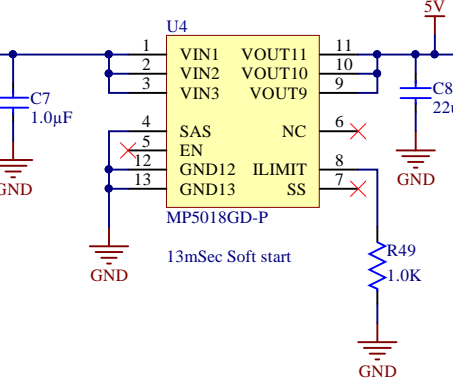 5V
U4
1 VIN1 VOUT11 11
2 VIN2 VOUT10 10
3 VIN3 VOUT9 9
C7
1.0µF
C8
22
4 SAS NC 6
5 EN
12 GND12 ILIMIT 8
13 GND13 SS 7
GND
GND
MP5018GD-P
13mSec Soft start
R49
1.0K
GND
GND